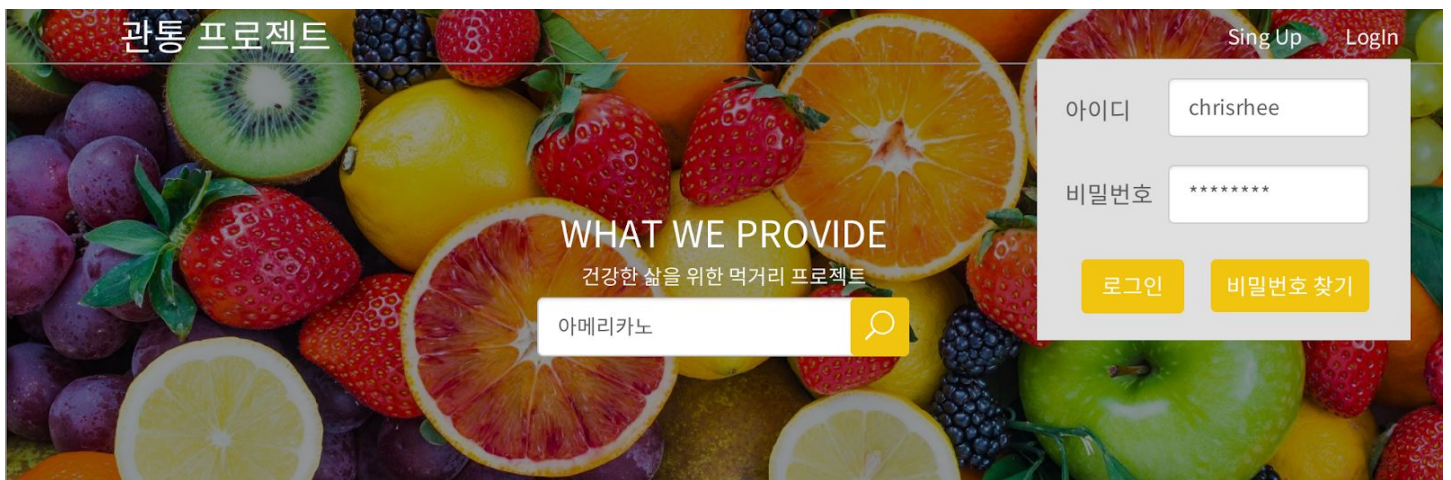 관통 프로젝트
Sing Up
LogIn
아이디
chrisrhee
비밀번호
********
로그인
비밀번호 찾기
WHAT WE PROVIDE
건강한 삶을 위한 먹거리 프로젝트
아메리카노